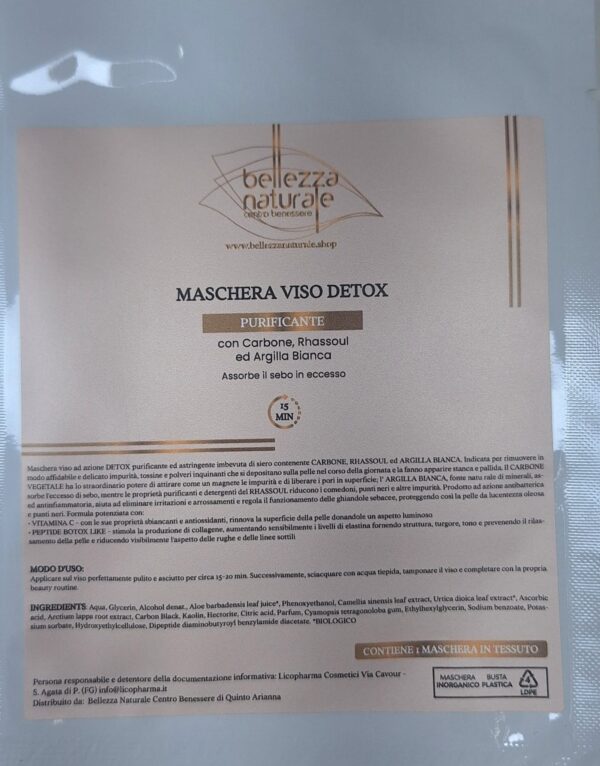 bellezza
naturale
centro benessere
www.bellezzanaturale.shop
MASCHERA VISO DETOX
PURIFICANTE
con Carbone, Rhassoul
ed Argilla Bianca
Assorbe il sebo in eccesso
15
MIN
Maschera viso ad azione DETOX purificante ed astringente imbevuta di siero contenente CARBONE, RHASSOUL ed ARGILLA BIANCA. Indicata per rimuovere in
modo affidabile e delicato impurità, tossine e polveri inquinanti che si depositano sulla pelle nel corso della giornata e la fanno apparire stanca e pallida. il CARBONE
VEGETALE ha lo straordinario potere di attirare come un magnete le impurità e di liberare i pori in superficie; l' ARGILLA BIANCA, fonte natu rale di minerali, as-
sorbe l'eccesso di sebo, mentre le proprietà purificanti e detergenti del RHASSOUL riducono i comedoni, punti neri e altre impurità. Prodotto ad azione antibatterica
ed antinfiammatoria, aiuta ad eliminare irritazioni e arrossamenti e regola il funzionamento delle ghiandole sebacee, proteggendo così la pelle da lucentezza oleosa
e punti neri. Formula potenziata con:
- VITAMINA C - con le sue proprietà sbiancanti e antiossidanti, rinnova la superficie della pelle donandole un aspetto luminoso
- PEPTIDE BOTOX LIKE - stimola la produzione di collagene, aumentando sensibilmente i livelli di elastina fornendo struttura, turgore, tono e prevenendo il rilas-
samento della pelle e riducendo visibilmente l'aspetto delle rughe e delle linee sottili
MODO D'USO:
Applicare sul viso perfettamente pulito e asciutto per circa 15-20 min. Successivamente, sciacquare con acqua tiepida, tamponare il viso e completare con la propria
beauty routine.
INGREDIENTS: Aqua, Glycerin, Alcohol denat., Aloe barbadensis leaf juice*, Phenoxyethanol, Camellia sinensis leaf extract, Urtica dioica leaf extract*, Ascorbic
acid, Arctium lappa root extract, Carbon Black, Kaolin, Hectorite, Citric acid, Parfum, Cyamopsis tetragonoloba gum, Ethylhexylglycerin, Sodium benzoate, Potas-
sium sorbate, Hydroxyethylcellulose, Dipeptide diaminobutyroyl benzylamide diacetate. *BIOLOGICO
CONTIENE 1 MASCHERA IN TESSUTO
Persona responsabile e detentore della documentazione informativa: Licopharma Cosmetici Via Cavour -
S. Agata di P. (FG) info@licopharma.it
Distribuito da: Bellezza Naturale Centro Benessere di Quinto Arianna
MASCHERA BUSTA
INORGANICO PLASTICA
4
LDPE